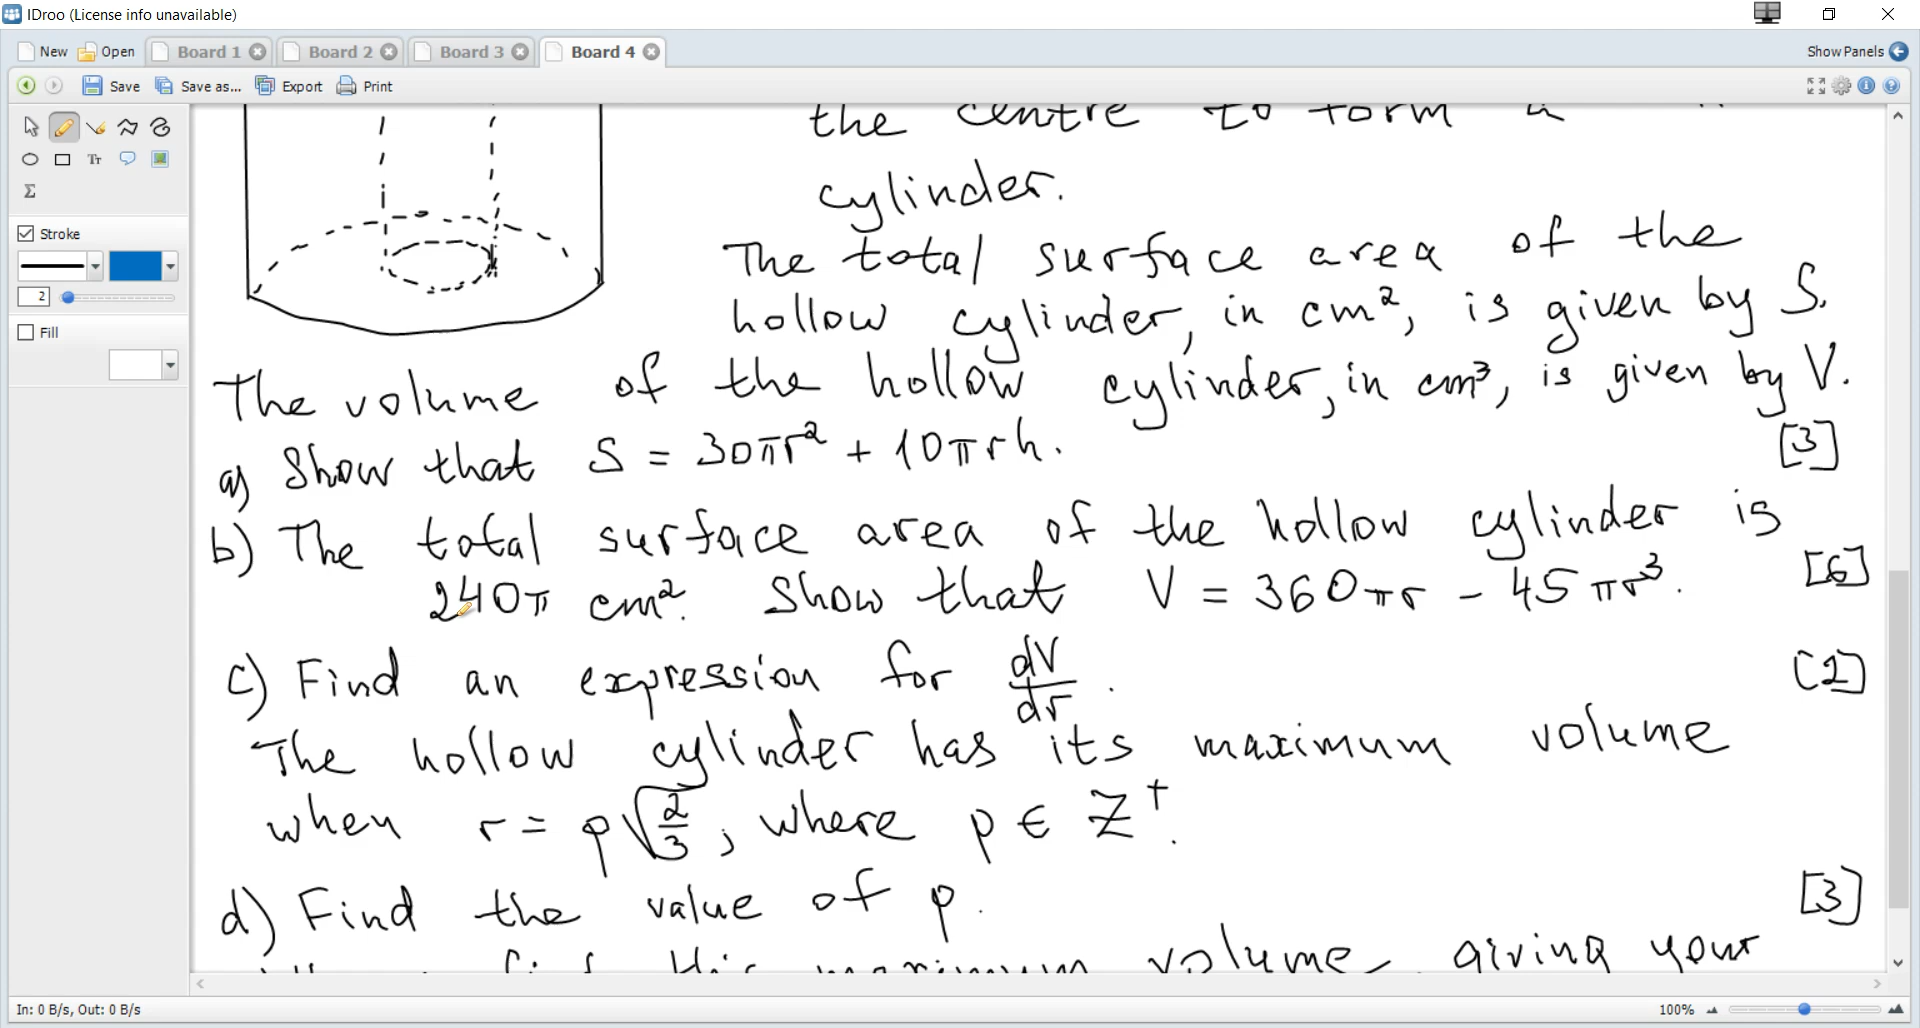 IDroo (License info unavailable)
New Open Board 1 Board 2 Board 3 Board 4 Show Panels
Save Save as... Export Print
Stroke
2
Fill
the centre to form a
cylinder.
The total surface area of the
hollow cylinder, in cm², is given by S.
The volume of the hollow cylinder, in cm³, is given by V.
a) Show that S = 30πr² + 10πrh. [3]
b) The total surface area of the hollow cylinder is
240π cm². Show that V = 360πr - 45πr³. [6]
c) Find an expression for dV/dr. [2]
The hollow cylinder has its maximum volume
when r = p√(2/3), where p ∈ Z⁺.
d) Find the value of p. [3]
this maximum volume, giving your
In: 0 B/s, Out: 0 B/s 100%